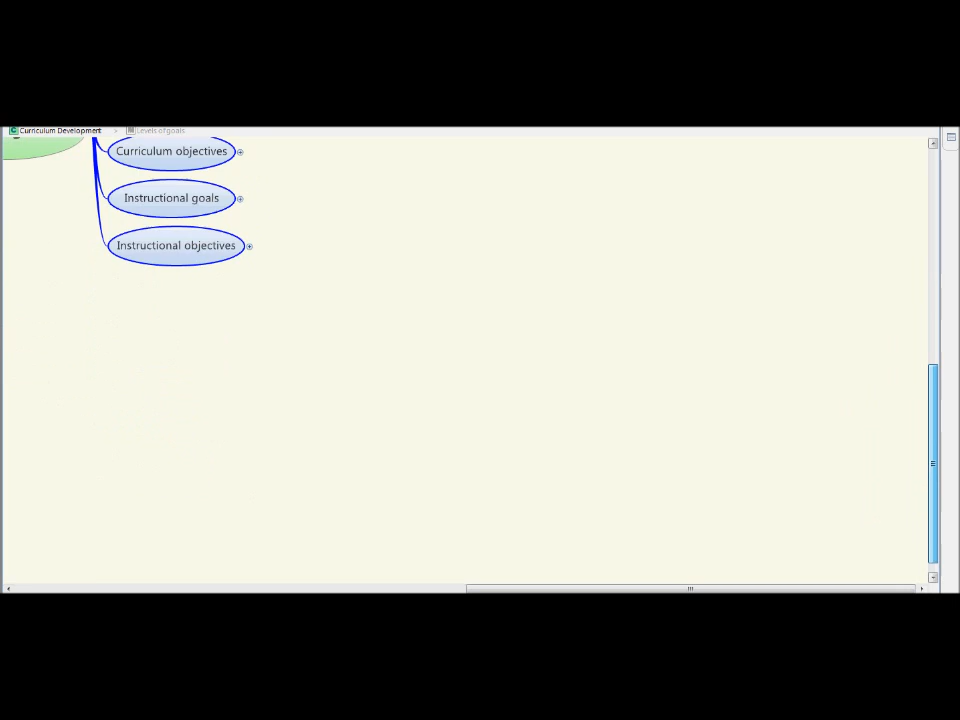 Curriculum Development > Levels of goals
Curriculum objectives
Instructional goals
Instructional objectives